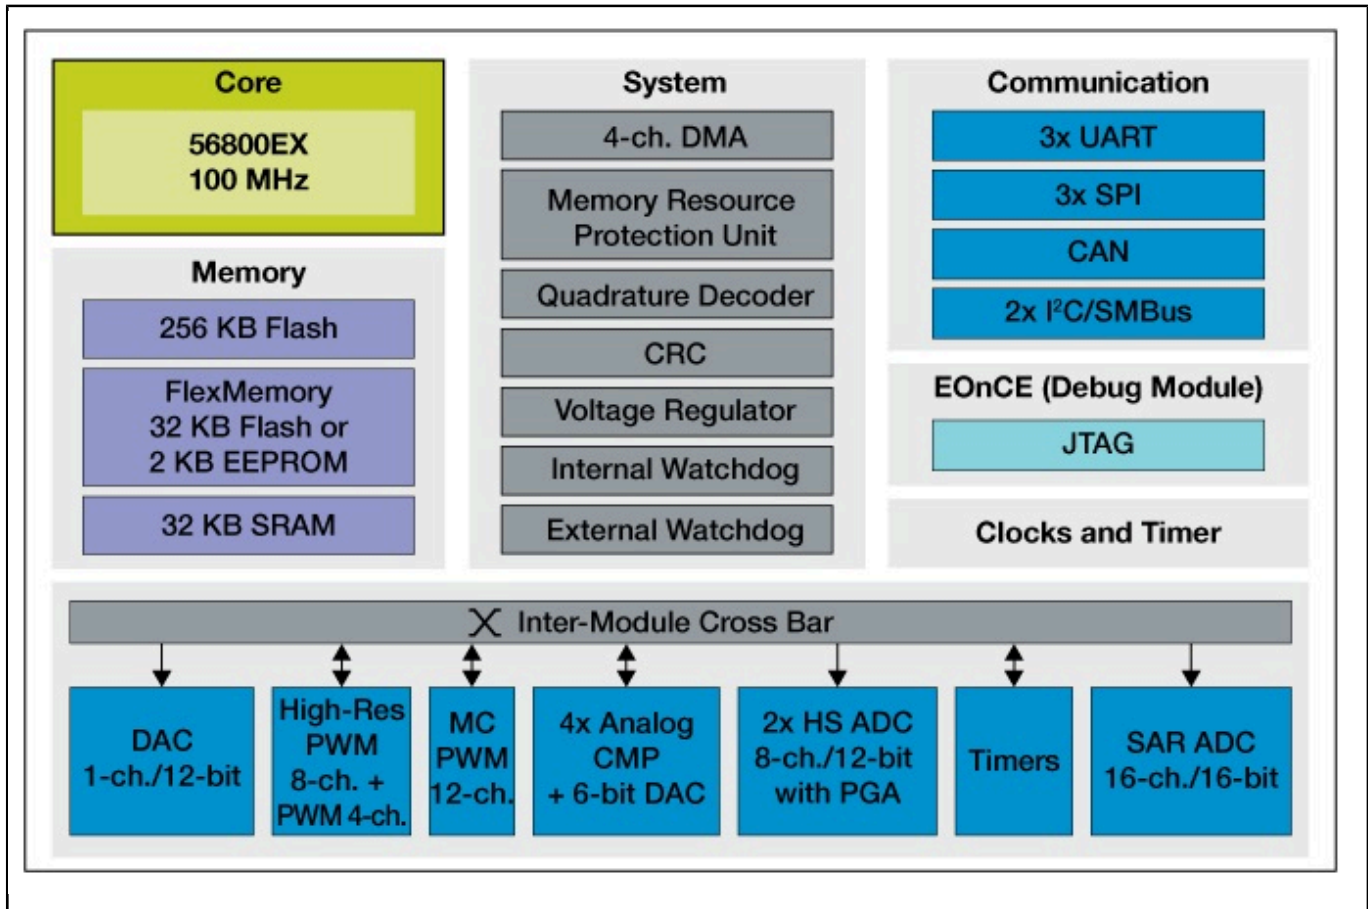 Core
56800EX
100 MHz
Memory
256 KB Flash
FlexMemory
32 KB Flash or
2 KB EEPROM
32 KB SRAM
System
4-ch. DMA
Memory Resource
Protection Unit
Quadrature Decoder
CRC
Voltage Regulator
Internal Watchdog
External Watchdog
Communication
3x UART
3x SPI
CAN
2x I²C/SMBus
EOnCE (Debug Module)
JTAG
Clocks and Timer
Inter-Module Cross Bar
DAC
1-ch./12-bit
High-Res
PWM
8-ch. +
PWM 4-ch.
MC
PWM
12-ch.
4x Analog
CMP
+ 6-bit DAC
2x HS ADC
8-ch./12-bit
with PGA
Timers
SAR ADC
16-ch./16-bit